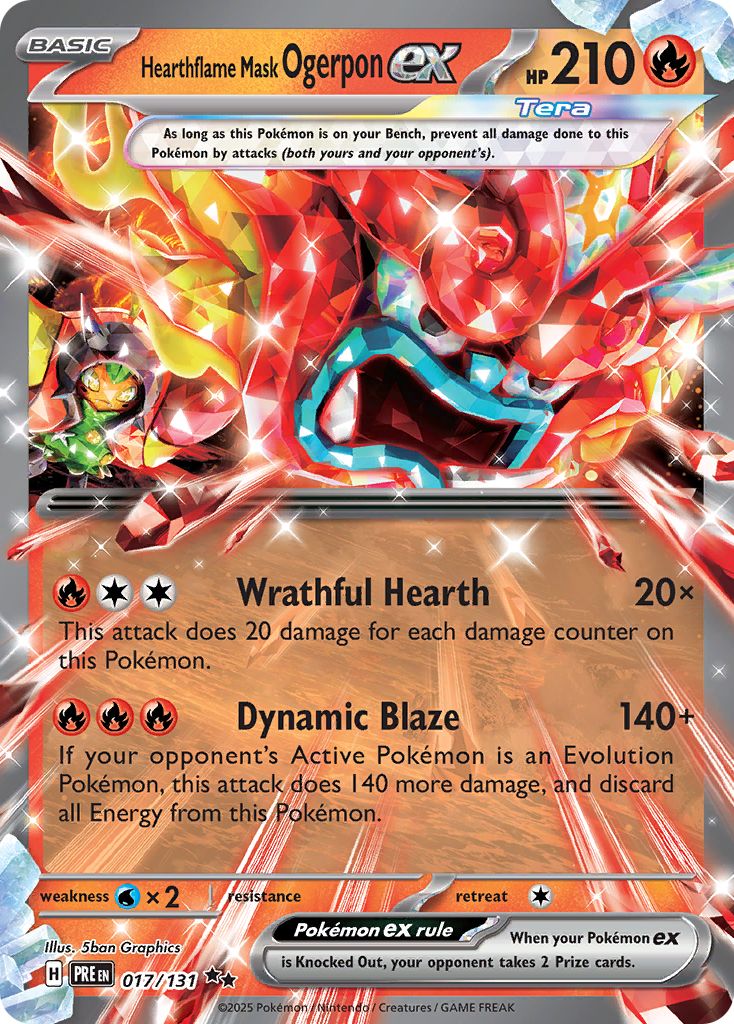 BASIC
Hearthflame Mask Ogerpon ex HP 210
Tera
As long as this Pokémon is on your Bench, prevent all damage done to this
Pokémon by attacks (both yours and your opponent's).
Wrathful Hearth 20×
This attack does 20 damage for each damage counter on
this Pokémon.
Dynamic Blaze 140+
If your opponent's Active Pokémon is an Evolution
Pokémon, this attack does 140 more damage, and discard
all Energy from this Pokémon.
weakness ×2 resistance retreat
Illus. 5ban Graphics
Pokémon ex rule
When your Pokémon ex
is Knocked Out, your opponent takes 2 Prize cards.
H PRE EN 017/131
©2025 Pokémon / Nintendo / Creatures / GAME FREAK